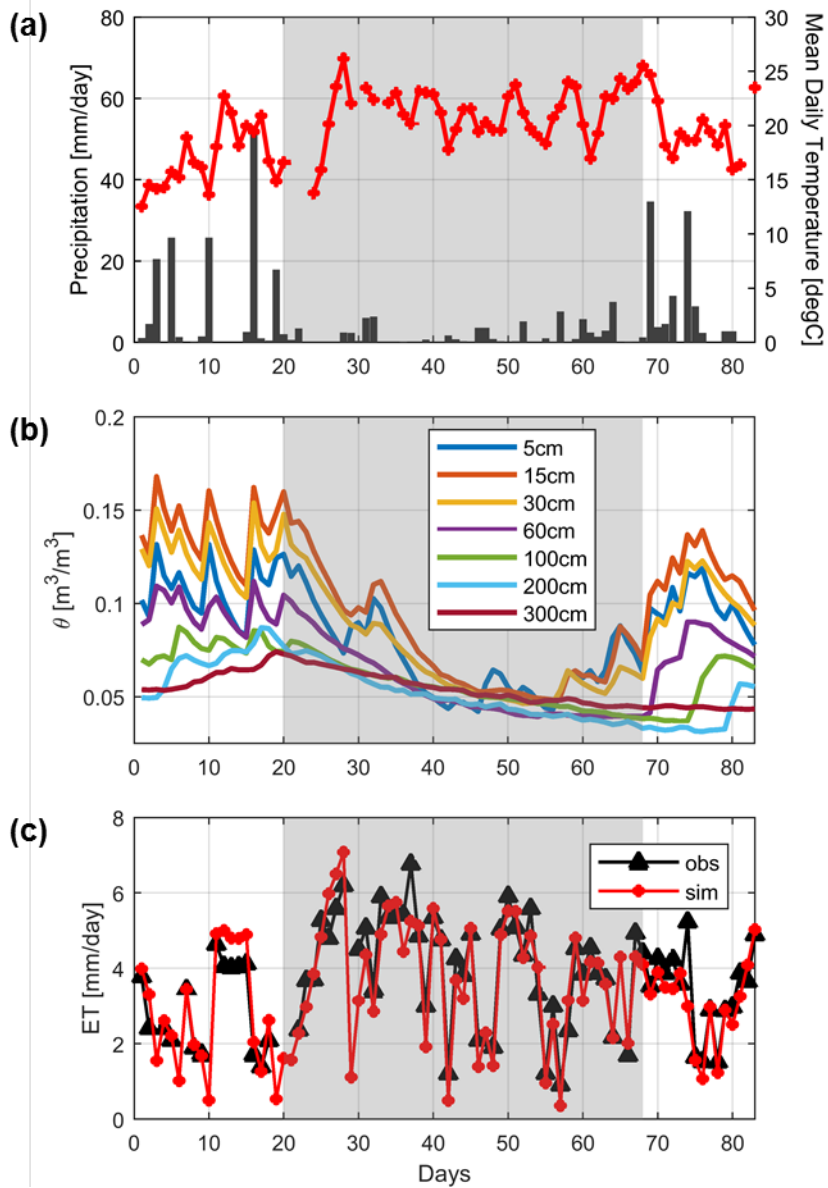 (a)
80
60
40
20
0
Precipitation [mm/day]
30
25
20
15
10
5
0
Mean Daily Temperature [degC]
0 10 20 30 40 50 60 70 80
(b)
0.2
0.15
0.1
0.05
θ [m³/m³]
5cm
15cm
30cm
60cm
100cm
200cm
300cm
0 10 20 30 40 50 60 70 80
(c)
8
6
4
2
0
ET [mm/day]
obs
sim
0 10 20 30 40 50 60 70 80
Days